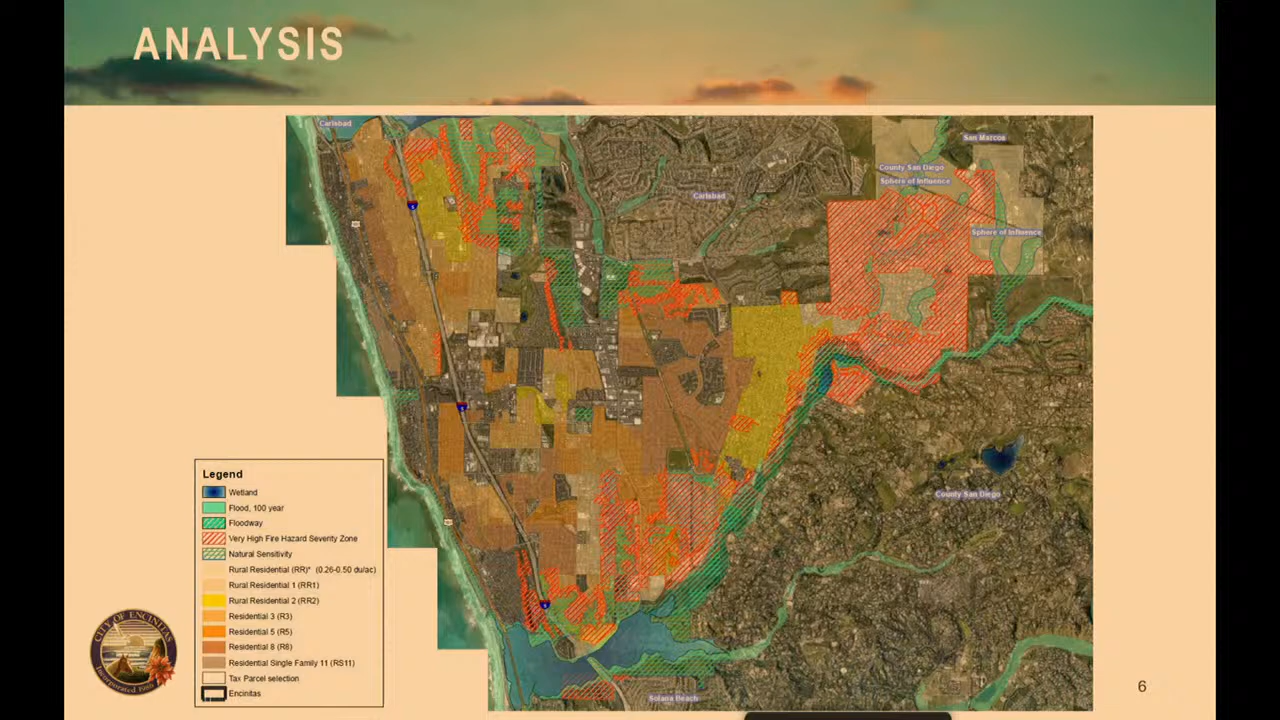 ANALYSIS
Carlsbad
San Marcos
County San Diego
Sphere of Influence
Carlsbad
Sphere of Influence
County San Diego
Solana Beach
Legend
Wetland
Flood, 100 year
Floodway
Very High Fire Hazard Severity Zone
Natural Sensitivity
Rural Residential (RR)* (0.26-0.50 du/ac)
Rural Residential 1 (RR1)
Rural Residential 2 (RR2)
Residential 3 (R3)
Residential 5 (R5)
Residential 8 (R8)
Residential Single Family 11 (RS11)
Tax Parcel selection
Encinitas
CITY OF ENCINITAS
6